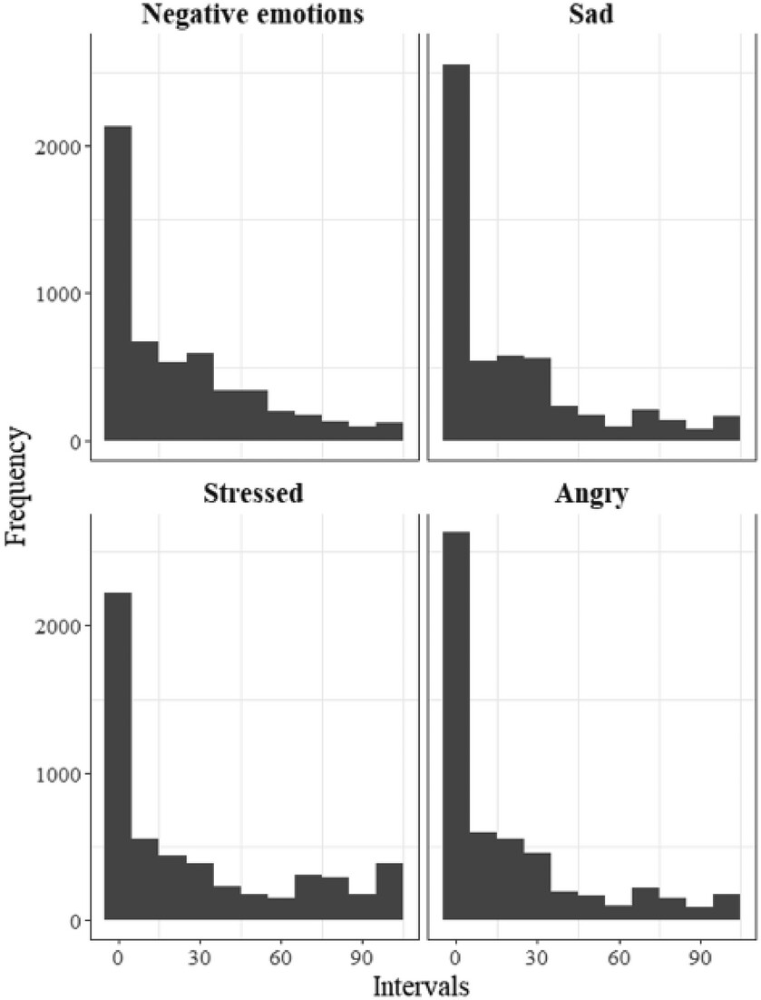 Negative emotions
Sad
2000
1000
0
Stressed
Angry
Frequency
2000
1000
0
0 30 60 90
0 30 60 90
Intervals